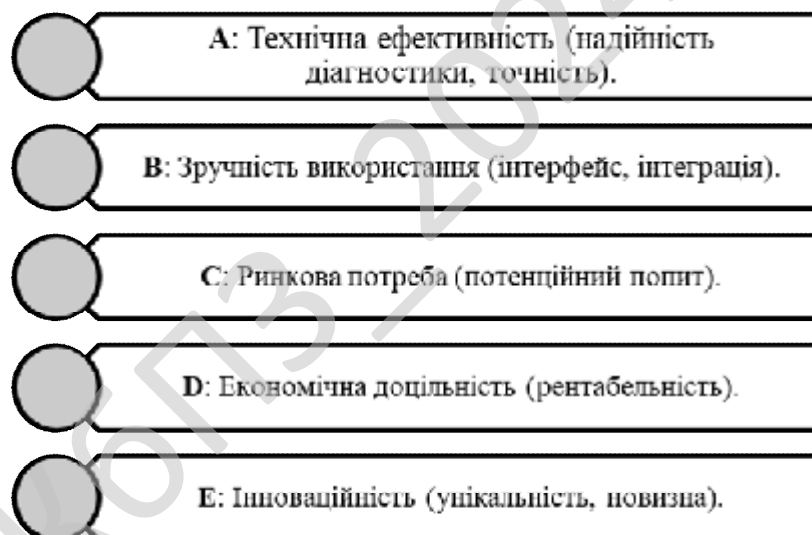 A: Технічна ефективність (надійність
діагностики, точність).
B: Зручність використання (інтерфейс, інтеграція).
C: Ринкова потреба (потенційний попит).
D: Економічна доцільність (рентабельність).
E: Інноваційність (унікальність, новизна).